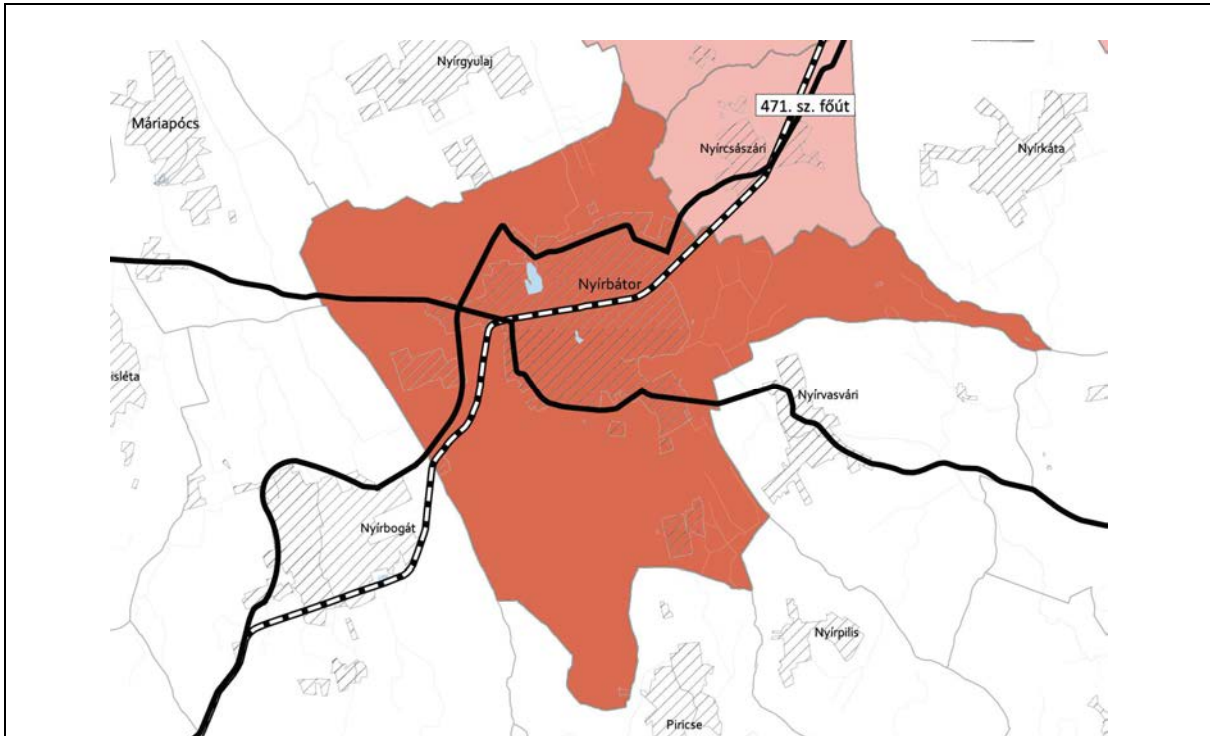 Nyírgyulaj
471. sz. főút
Máriapócs
Nyírcsászári
Nyírkáta
Nyírbátor
isléta
Nyírvasvári
Nyírbogát
Nyírpilis
Piricse